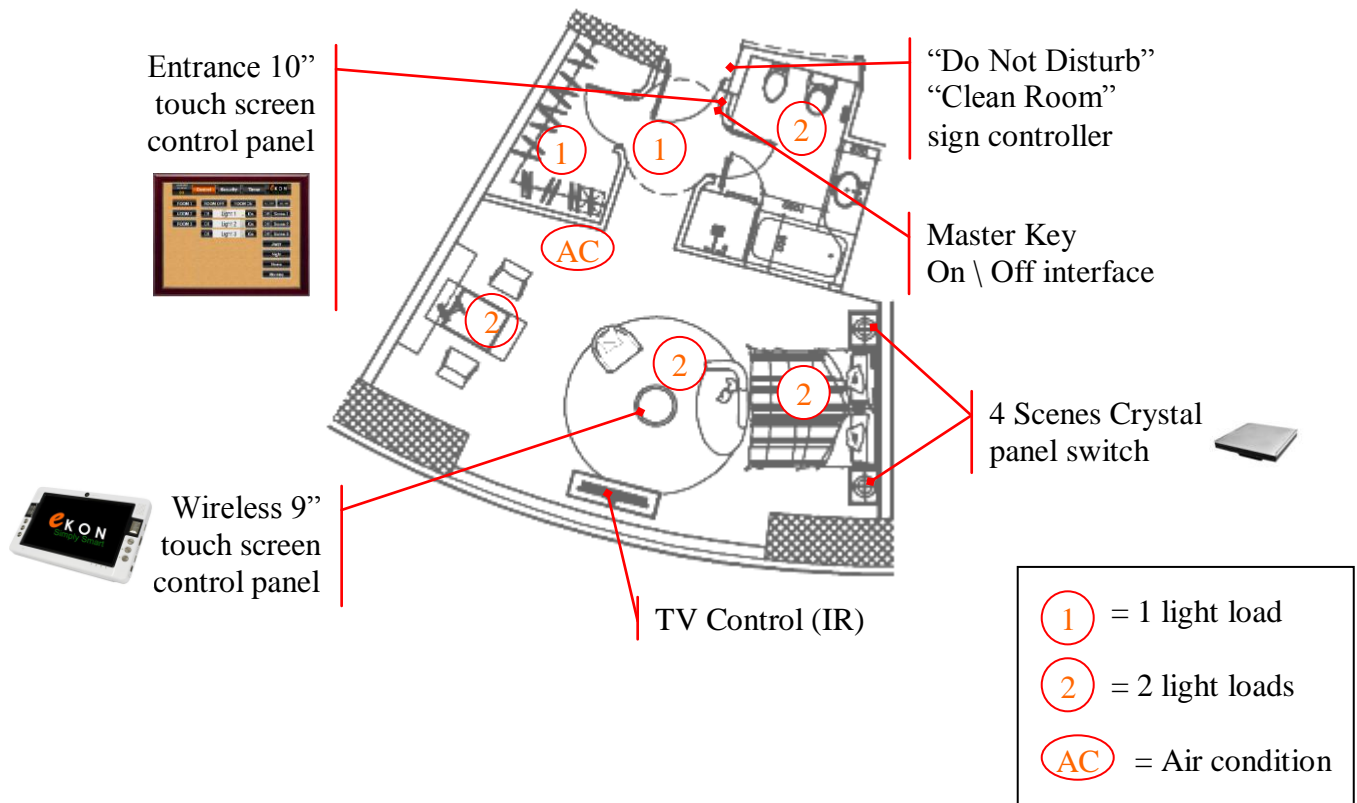 Entrance 10”
touch screen
control panel
“Do Not Disturb”
“Clean Room”
sign controller
1
1
2
Master Key
On \ Off interface
AC
2
2
2
4 Scenes Crystal
panel switch
Wireless 9”
touch screen
control panel
eKON
Simply Smart
TV Control (IR)
1 = 1 light load
2 = 2 light loads
AC = Air condition